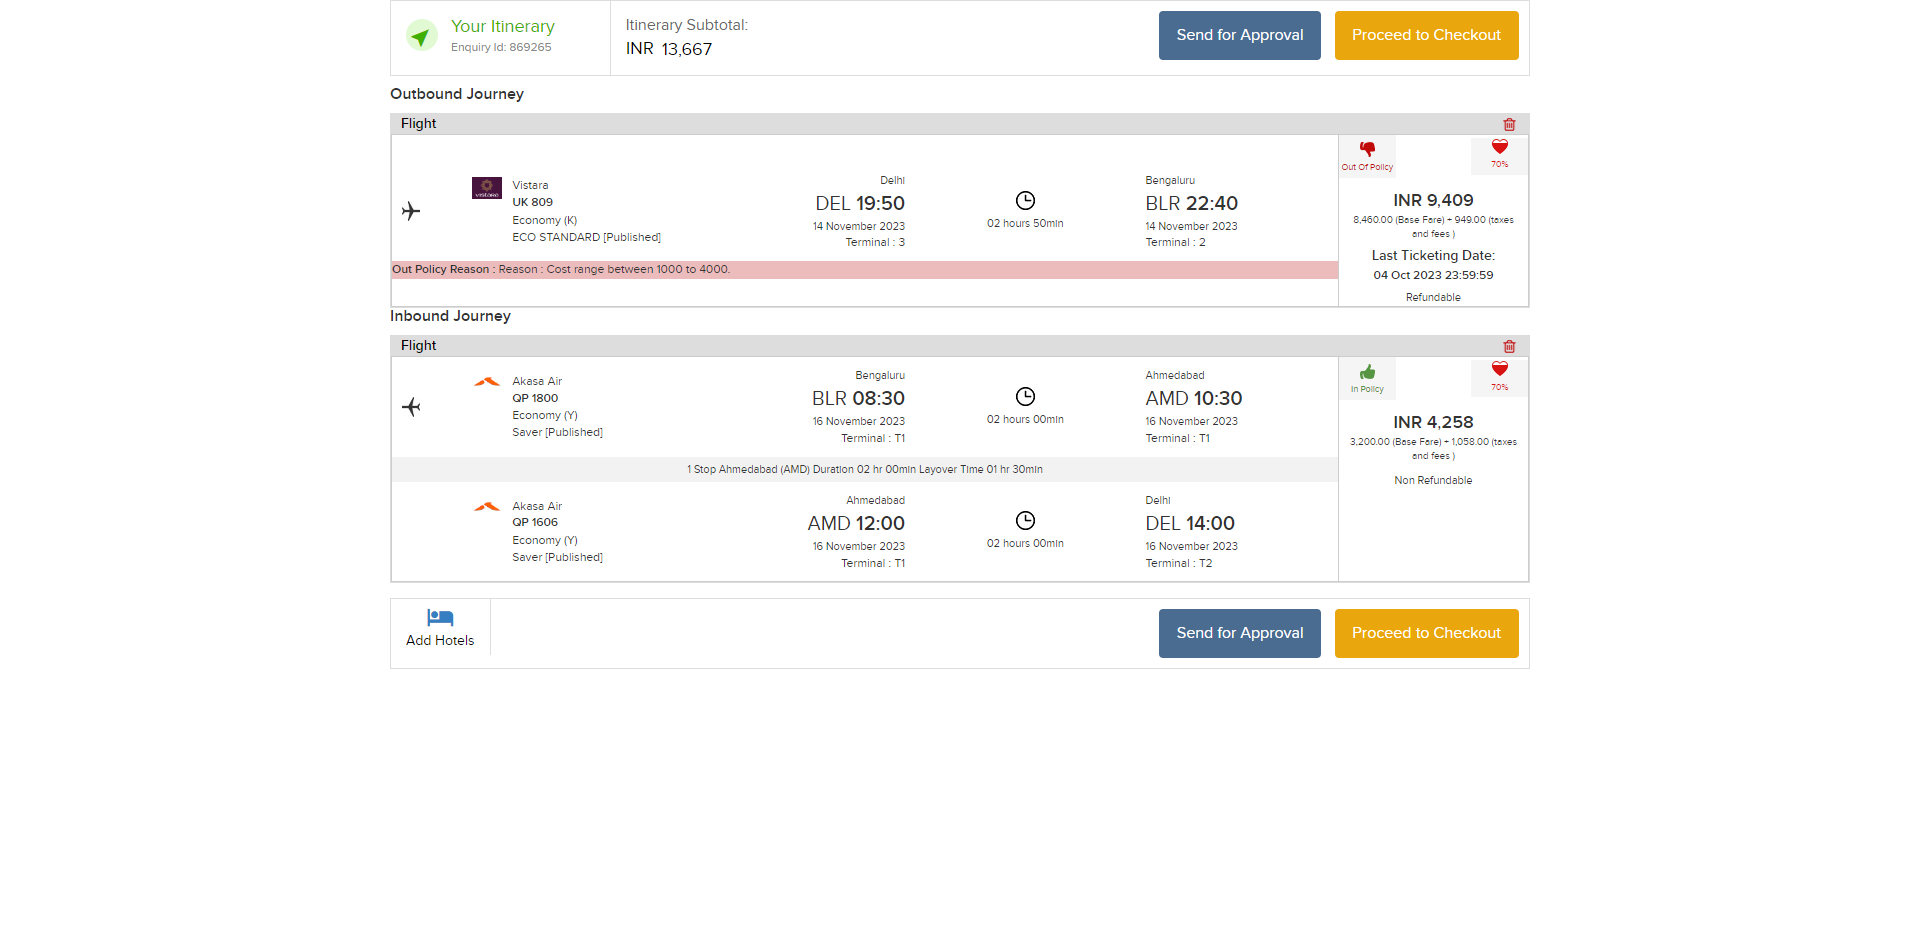 Your Itinerary
Enquiry Id: 869265
Itinerary Subtotal:
INR 13,667
Send for Approval
Proceed to Checkout
Outbound Journey
Flight
VISTARA
Vistara
UK 809
Economy (K)
ECO STANDARD [Published]
Delhi
DEL 19:50
14 November 2023
Terminal : 3
02 hours 50min
Bengaluru
BLR 22:40
14 November 2023
Terminal : 2
Out Policy Reason : Reason : Cost range between 1000 to 4000.
Out Of Policy
70%
INR 9,409
8,460.00 (Base Fare) + 949.00 (taxes
and fees )
Last Ticketing Date:
04 Oct 2023 23:59:59
Refundable
Inbound Journey
Flight
Akasa Air
QP 1800
Economy (Y)
Saver [Published]
Bengaluru
BLR 08:30
16 November 2023
Terminal : T1
02 hours 00min
Ahmedabad
AMD 10:30
16 November 2023
Terminal : T1
1 Stop Ahmedabad (AMD) Duration 02 hr 00min Layover Time 01 hr 30min
Akasa Air
QP 1606
Economy (Y)
Saver [Published]
Ahmedabad
AMD 12:00
16 November 2023
Terminal : T1
02 hours 00min
Delhi
DEL 14:00
16 November 2023
Terminal : T2
In Policy
70%
INR 4,258
3,200.00 (Base Fare) + 1,058.00 (taxes
and fees )
Non Refundable
Add Hotels
Send for Approval
Proceed to Checkout